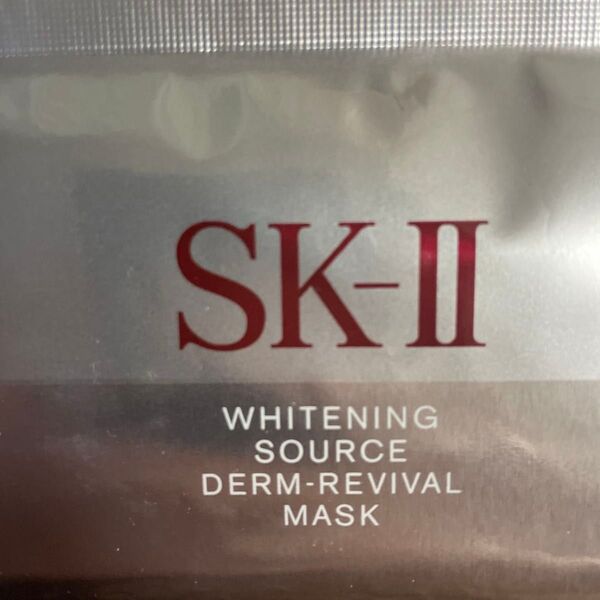 SK-II
WHITENING
SOURCE
DERM-REVIVAL
MASK